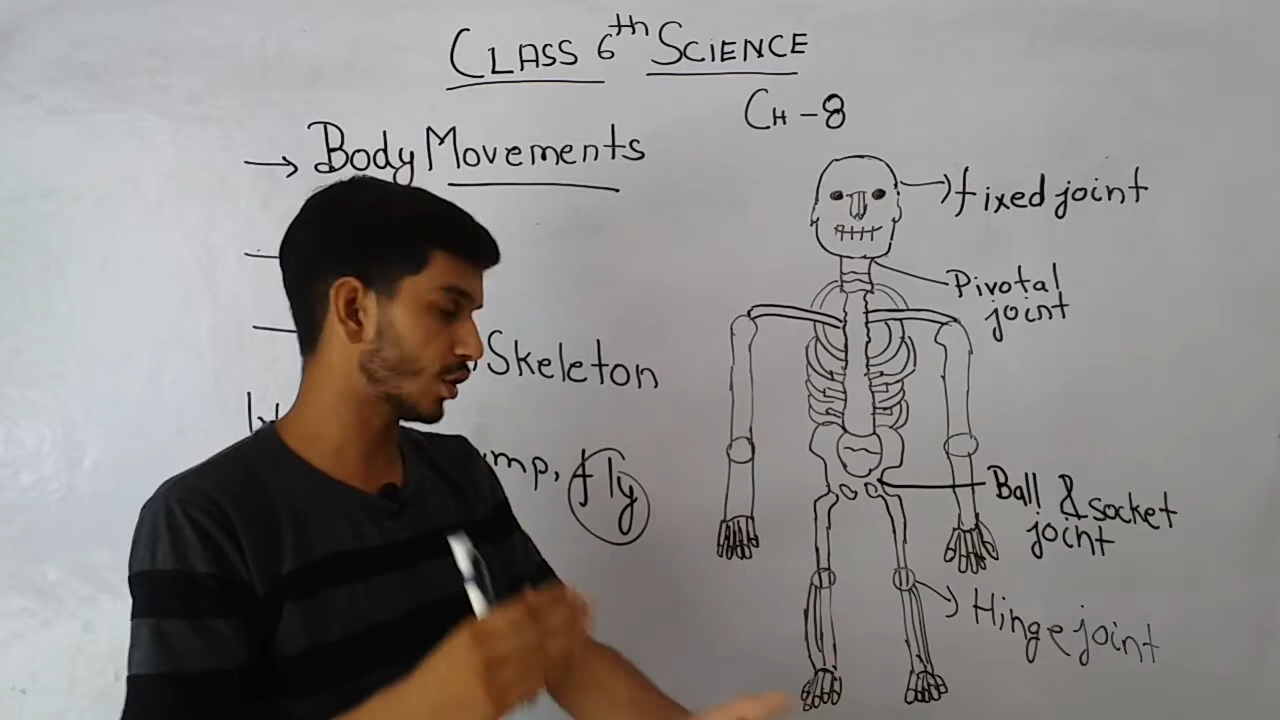 CLASS 6th SCIENCE
CH-8
→ Body Movements
fixed joint
Pivotal
joint
Skeleton
fly
Ball & socket
joint
Hinge joint